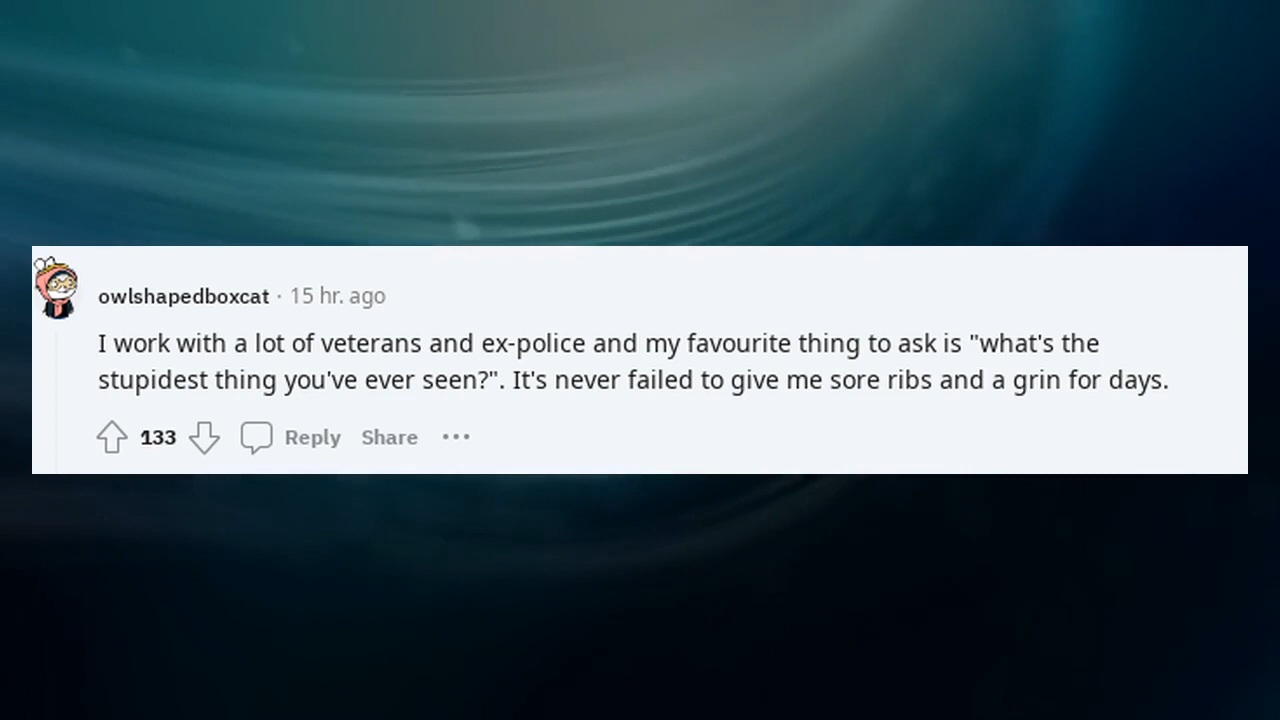 owlshapedboxcat · 15 hr. ago
I work with a lot of veterans and ex-police and my favourite thing to ask is "what's the
stupidest thing you've ever seen?". It's never failed to give me sore ribs and a grin for days.
133 Reply Share ···